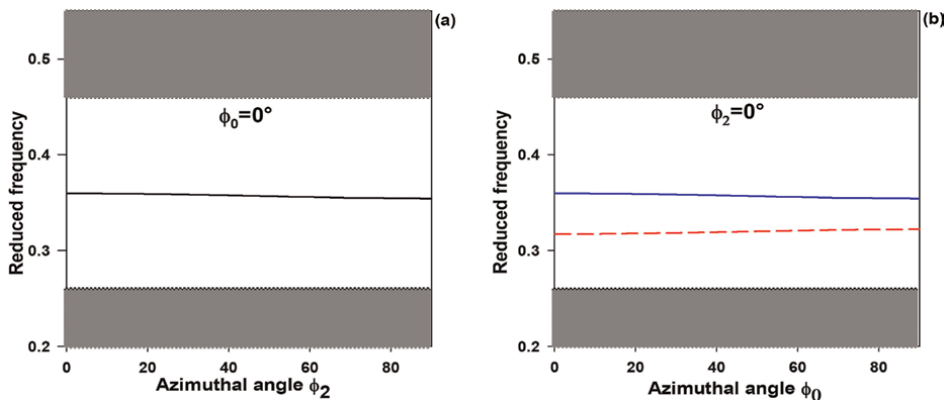 (a)
0.5
ϕ0=0°
0.4
Reduced frequency
0.3
0.2
0 20 40 60 80
Azimuthal angle ϕ2
(b)
0.5
ϕ2=0°
0.4
Reduced frequency
0.3
0.2
0 20 40 60 80
Azimuthal angle ϕ0